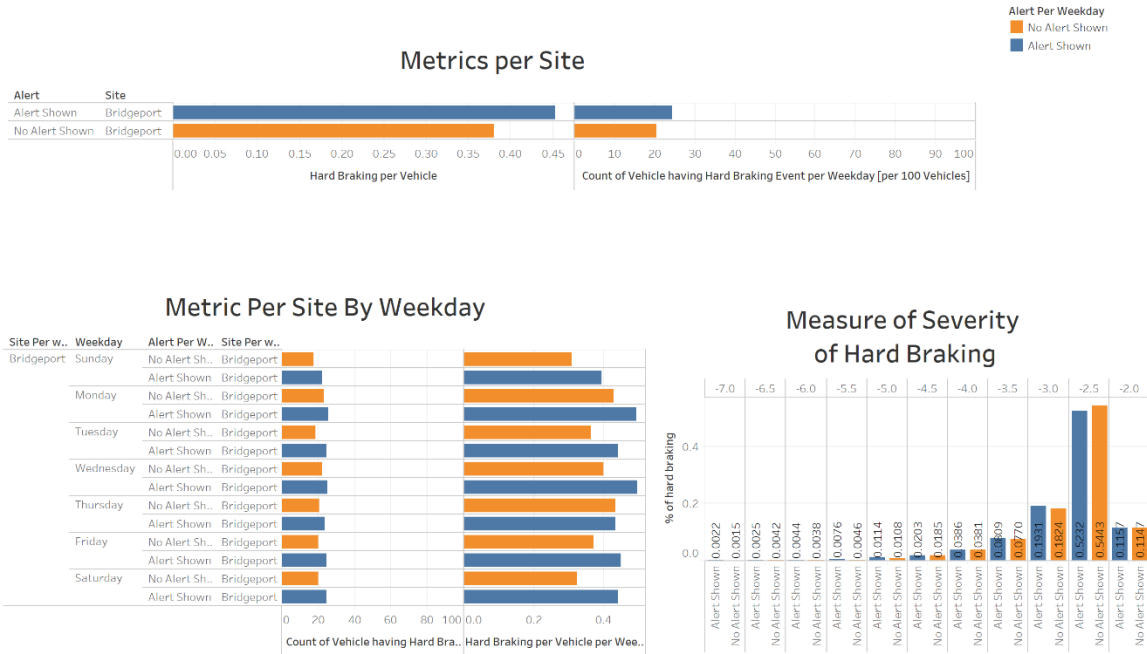 Alert Per Weekday
No Alert Shown
Alert Shown
Metrics per Site
Alert Site
Alert Shown Bridgeport
No Alert Shown Bridgeport
0.00 0.05 0.10 0.15 0.20 0.25 0.30 0.35 0.40 0.45 0 10 20 30 40 50 60 70 80 90 100
Hard Braking per Vehicle Count of Vehicle having Hard Braking Event per Weekday [per 100 Vehicles]
Metric Per Site By Weekday
Site Per w.. Weekday Alert Per W.. Site Per w..
Bridgeport Sunday No Alert Sh.. Bridgeport
Alert Shown Bridgeport
Monday No Alert Sh.. Bridgeport
Alert Shown Bridgeport
Tuesday No Alert Sh.. Bridgeport
Alert Shown Bridgeport
Wednesday No Alert Sh.. Bridgeport
Alert Shown Bridgeport
Thursday No Alert Sh.. Bridgeport
Alert Shown Bridgeport
Friday No Alert Sh.. Bridgeport
Alert Shown Bridgeport
Saturday No Alert Sh.. Bridgeport
Alert Shown Bridgeport
0 20 40 60 80 100 0.0 0.2 0.4
Count of Vehicle having Hard Bra.. Hard Braking per Vehicle per Wee..
Measure of Severity
of Hard Braking
-7.0 -6.5 -6.0 -5.5 -5.0 -4.5 -4.0 -3.5 -3.0 -2.5 -2.0
% of hard braking
0.4
0.2
0.0
0.0022 0.0015 0.0025 0.0042 0.0044 0.0038 0.0076 0.0046 0.0114 0.0108 0.0203 0.0185 0.0386 0.0381 0.0809 0.0770 0.1931 0.1824 0.5232 0.5443 0.1157 0.1147
Alert Shown No Alert Shown Alert Shown No Alert Shown Alert Shown No Alert Shown Alert Shown No Alert Shown Alert Shown No Alert Shown Alert Shown No Alert Shown Alert Shown No Alert Shown Alert Shown No Alert Shown Alert Shown No Alert Shown Alert Shown No Alert Shown Alert Shown No Alert Shown